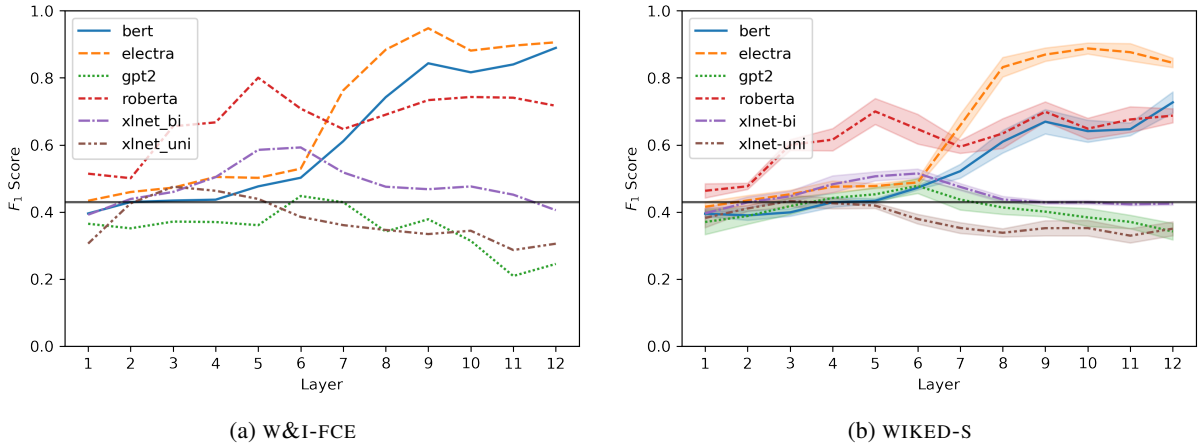 1.0
0.8
0.6
0.4
0.2
0.0
F1 Score
bert
electra
gpt2
roberta
xlnet_bi
xlnet_uni
1 2 3 4 5 6 7 8 9 10 11 12
Layer
(a) W&I-FCE
1.0
0.8
0.6
0.4
0.2
0.0
F1 Score
bert
electra
gpt2
roberta
xlnet-bi
xlnet-uni
1 2 3 4 5 6 7 8 9 10 11 12
Layer
(b) WIKED-S